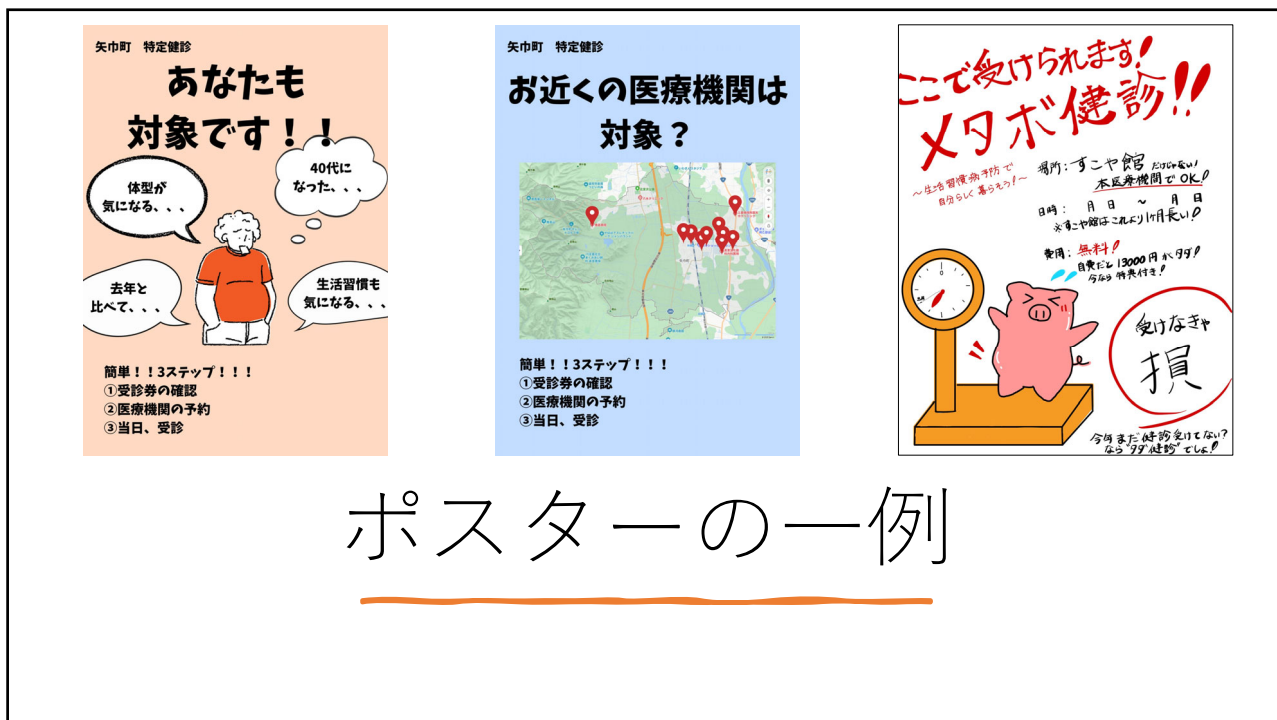 矢巾町 特定健診
あなたも
対象です！！
体型が
気になる、、、
40代に
なった、、、
去年と
比べて、、、
生活習慣も
気になる、、、
簡単！！3ステップ！！！
①受診券の確認
②医療機関の予約
③当日、受診
矢巾町 特定健診
お近くの医療機関は
対象？
簡単！！3ステップ！！！
①受診券の確認
②医療機関の予約
③当日、受診
ここで受けられます！
メタボ健診！！
～生活習慣病予防で
自分らしく暮らそう！～
場所：すこや館 だけじゃない！
本医療機関でOK！
日時： 月 日 ～ 月 日
※すこや館はこれより1ヶ月長い！
費用：無料！
自費だと13000円がタダ！
今なら特典付き！
受けなきゃ
損
今年まだ健診受けてない？
なら"タダ健診"でしょ！
ポスターの一例